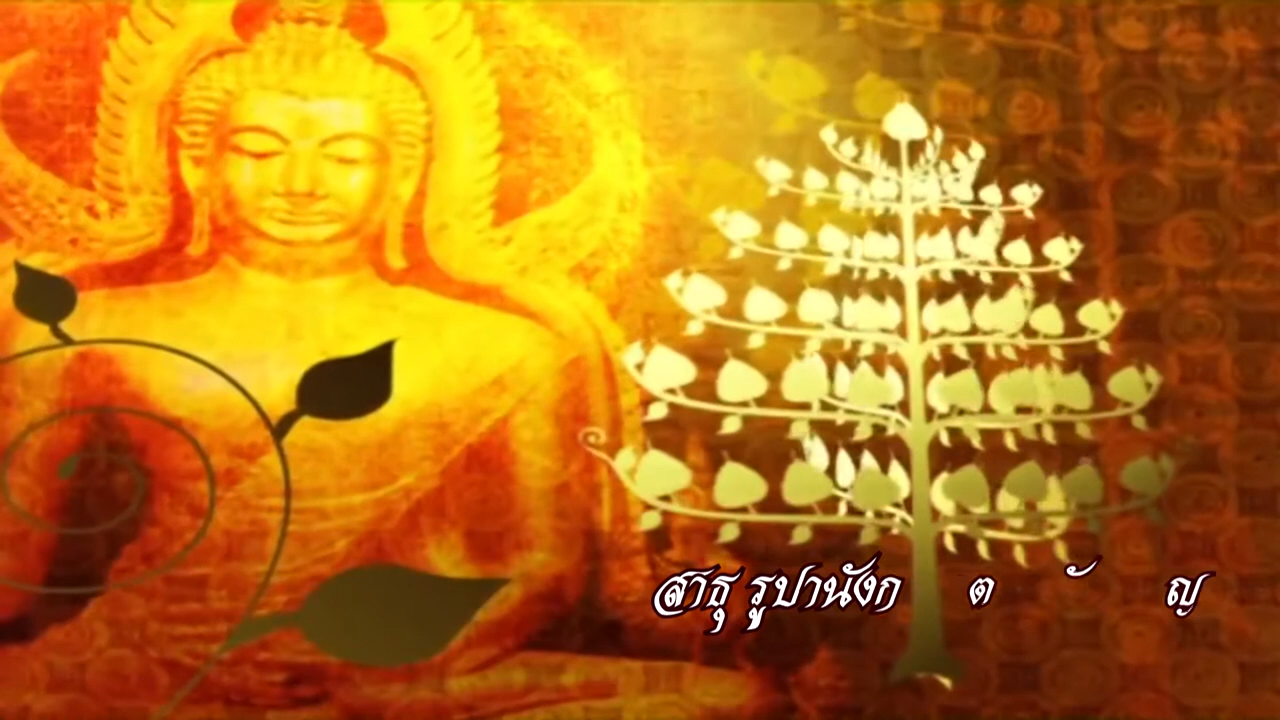 สาธุ รูปานังก ต ั ญ